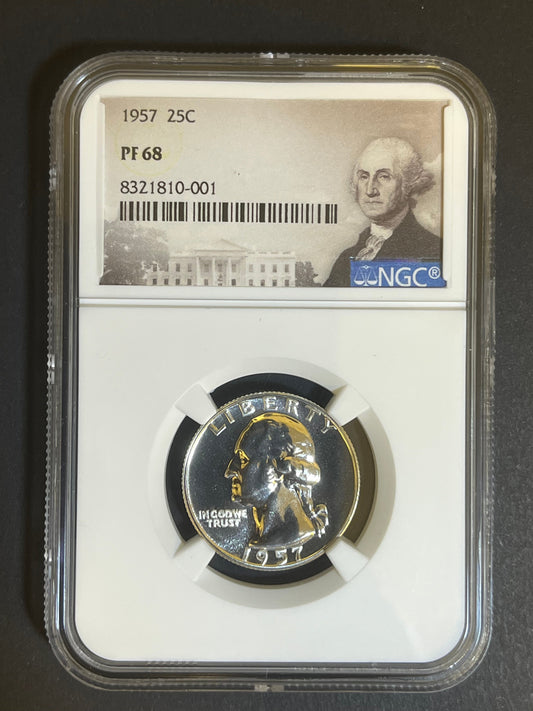 1957 25C
PF 68
8321810-001
NGC®
LIBERTY
IN GOD WE
TRUST
1957